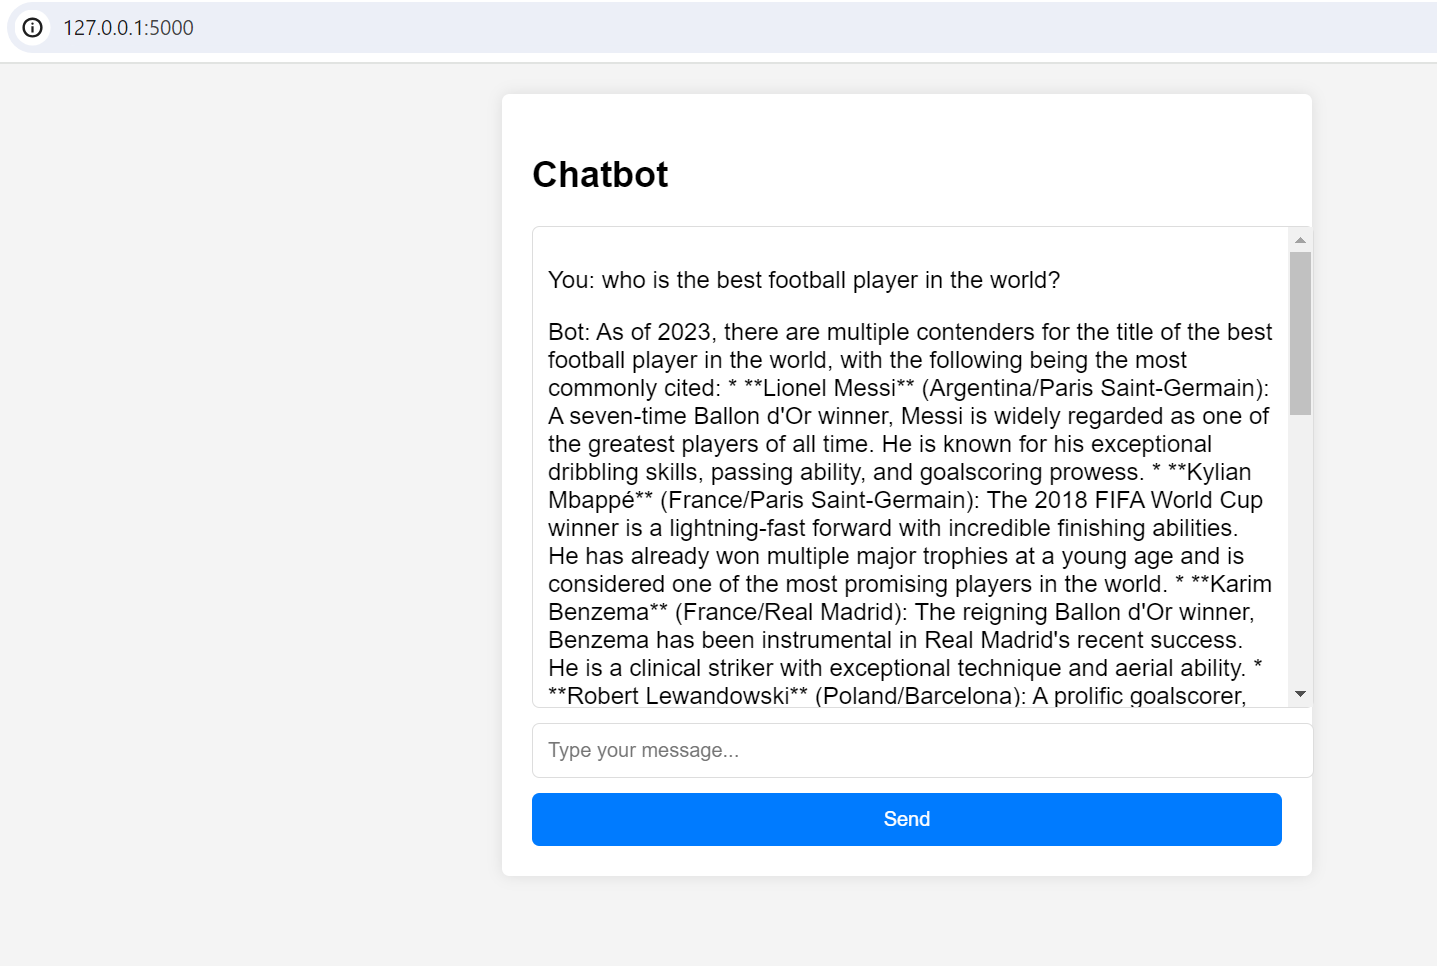 127.0.0.1:5000
Chatbot
You: who is the best football player in the world?
Bot: As of 2023, there are multiple contenders for the title of the best
football player in the world, with the following being the most
commonly cited: * **Lionel Messi** (Argentina/Paris Saint-Germain):
A seven-time Ballon d'Or winner, Messi is widely regarded as one of
the greatest players of all time. He is known for his exceptional
dribbling skills, passing ability, and goalscoring prowess. * **Kylian
Mbappé** (France/Paris Saint-Germain): The 2018 FIFA World Cup
winner is a lightning-fast forward with incredible finishing abilities.
He has already won multiple major trophies at a young age and is
considered one of the most promising players in the world. * **Karim
Benzema** (France/Real Madrid): The reigning Ballon d'Or winner,
Benzema has been instrumental in Real Madrid's recent success.
He is a clinical striker with exceptional technique and aerial ability. *
**Robert Lewandowski** (Poland/Barcelona): A prolific goalscorer,
Type your message...
Send